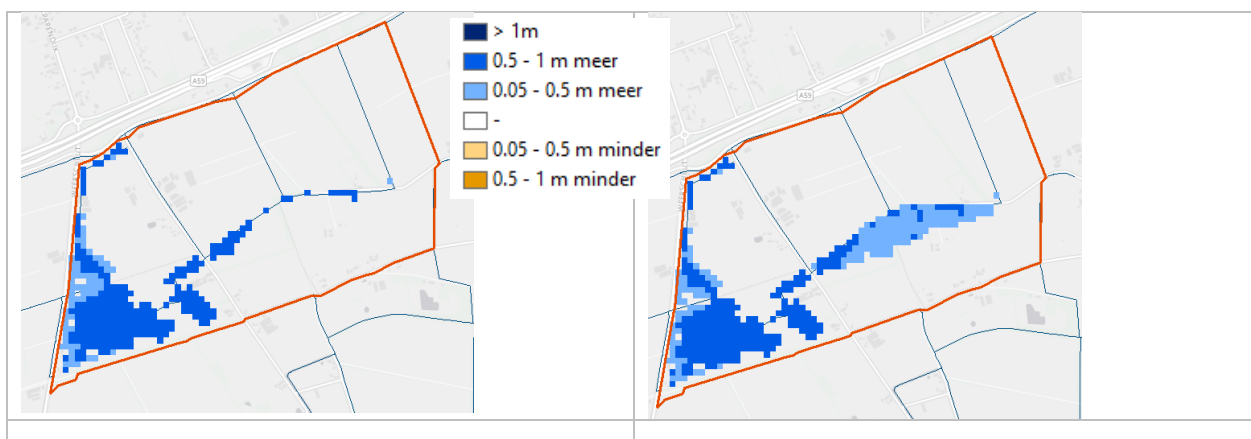 A59
> 1m
0.5 - 1 m meer
0.05 - 0.5 m meer
-
0.05 - 0.5 m minder
0.5 - 1 m minder
A59